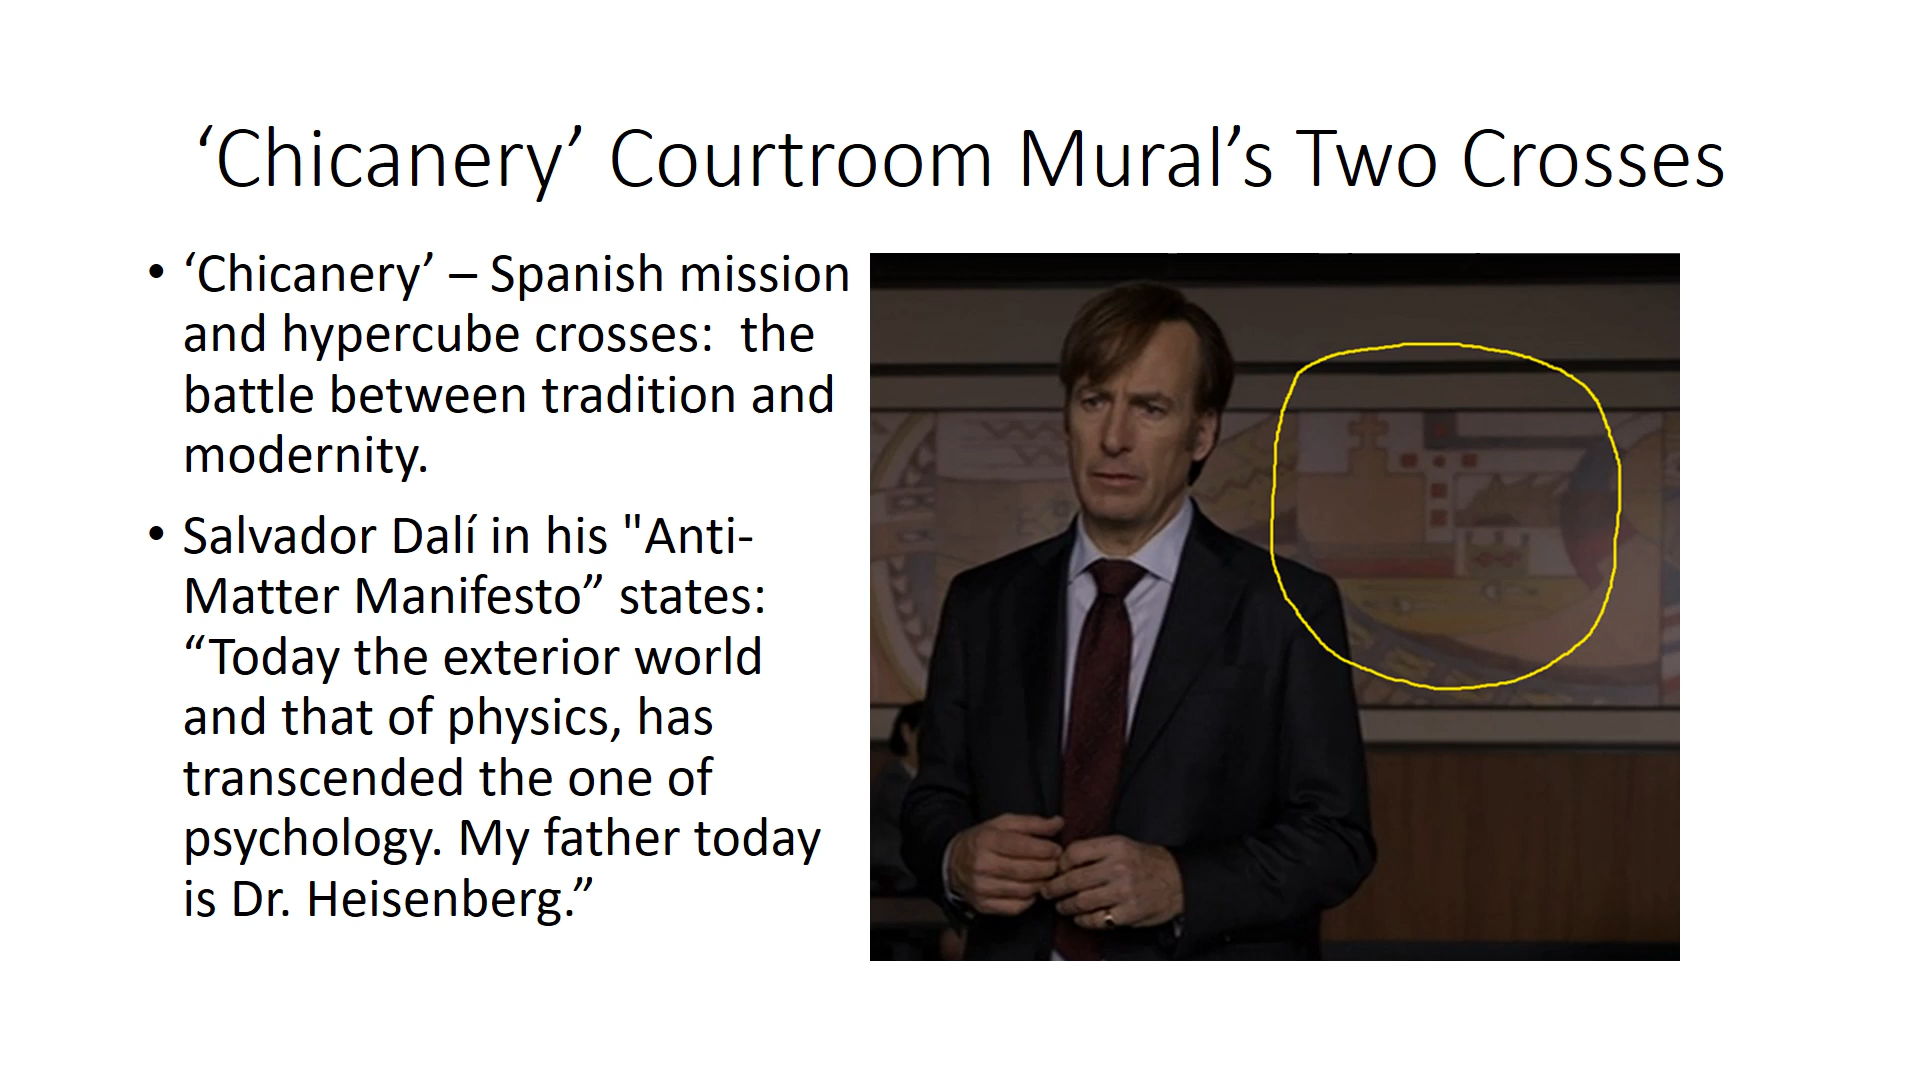 ‘Chicanery’ Courtroom Mural’s Two Crosses
• ‘Chicanery’ – Spanish mission
and hypercube crosses:  the
battle between tradition and
modernity.
• Salvador Dalí in his "Anti-
Matter Manifesto” states:
“Today the exterior world
and that of physics, has
transcended the one of
psychology. My father today
is Dr. Heisenberg.”